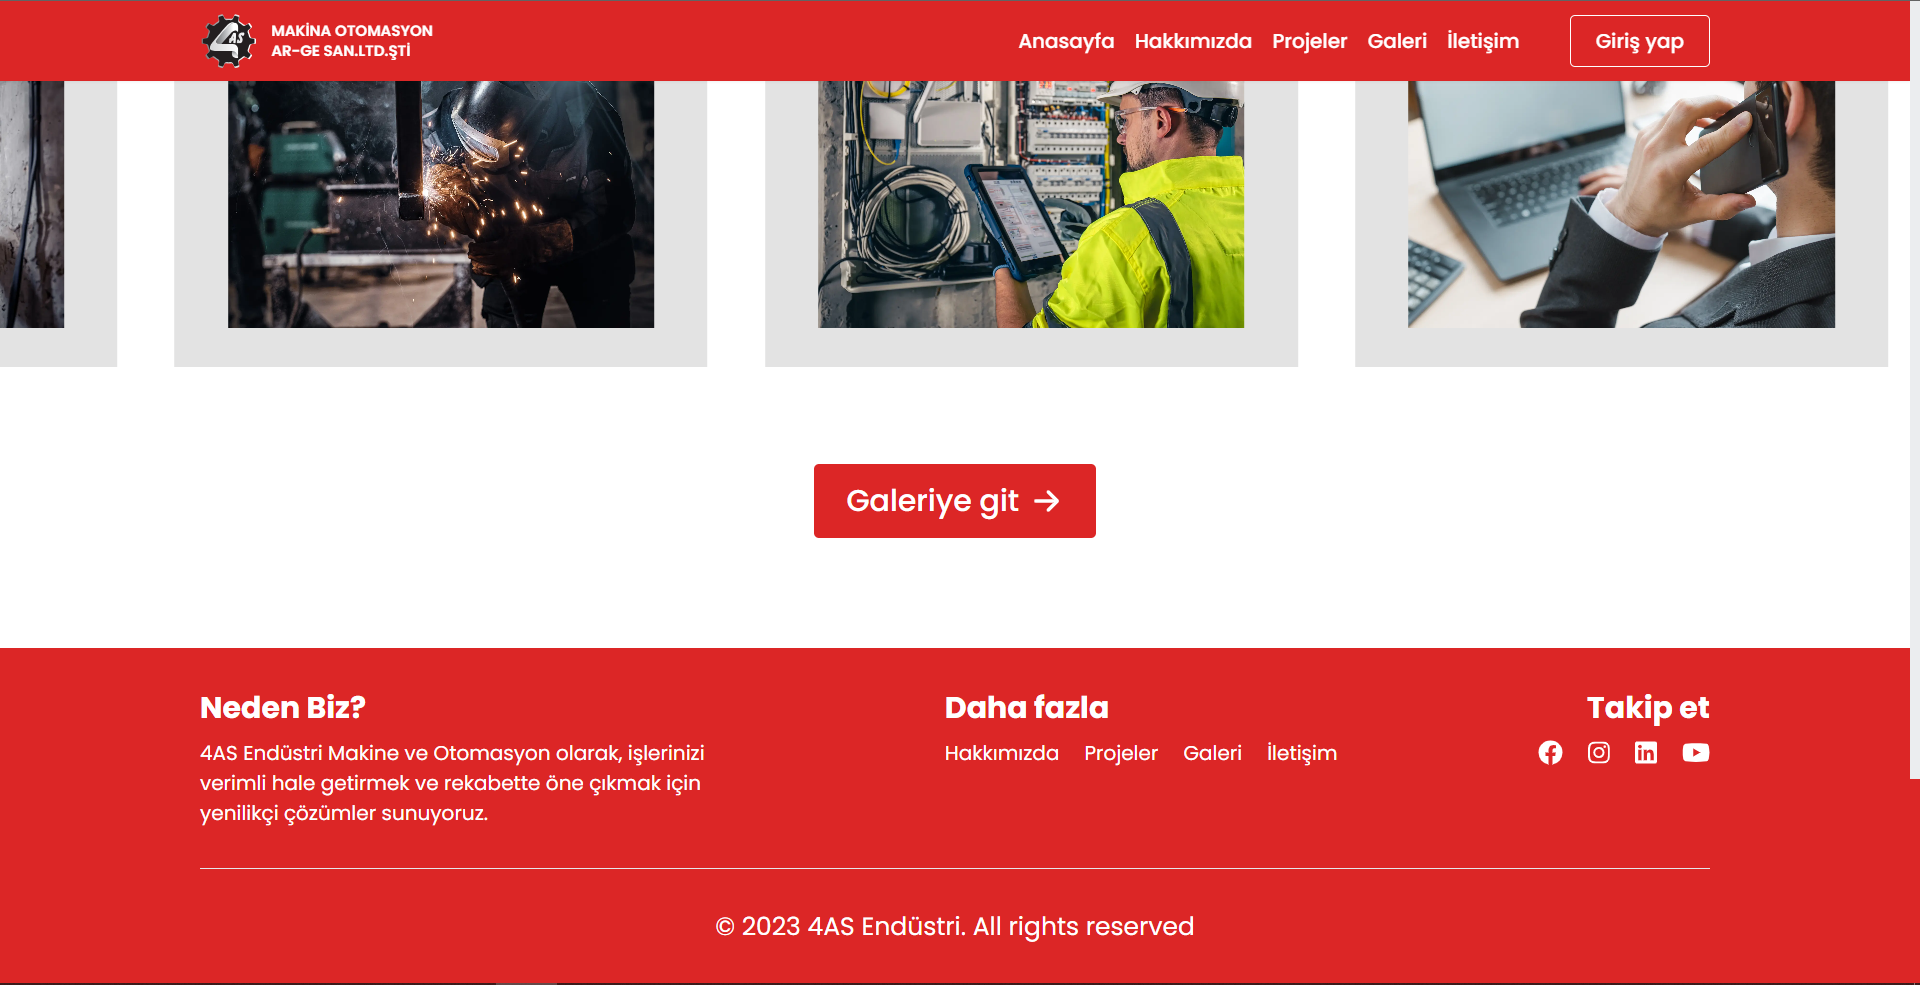 4AS
MAKİNA OTOMASYON
AR-GE SAN.LTD.ŞTİ
Anasayfa Hakkımızda Projeler Galeri İletişim Giriş yap
Galeriye git →
Neden Biz?
4AS Endüstri Makine ve Otomasyon olarak, işlerinizi
verimli hale getirmek ve rekabette öne çıkmak için
yenilikçi çözümler sunuyoruz.
Daha fazla
Hakkımızda Projeler Galeri İletişim
Takip et
© 2023 4AS Endüstri. All rights reserved